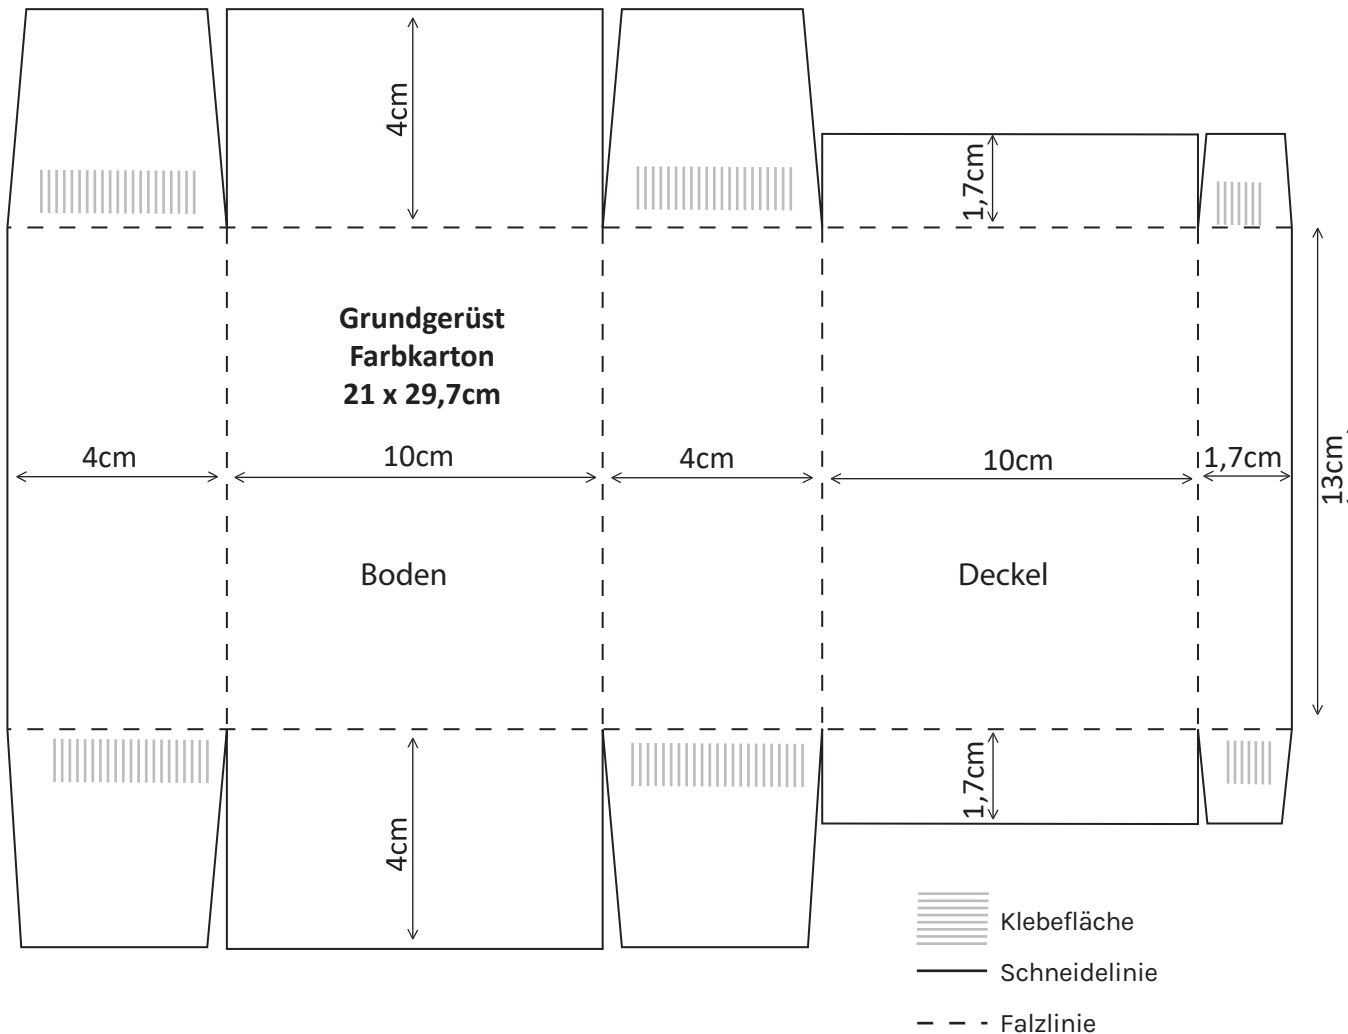 4cm
1,7cm
Grundgerüst
Farbkarton
21 x 29,7cm
4cm
10cm
4cm
10cm
1,7cm
13cm
Boden
Deckel
4cm
1,7cm
Klebefläche
Schneidelinie
Falzlinie